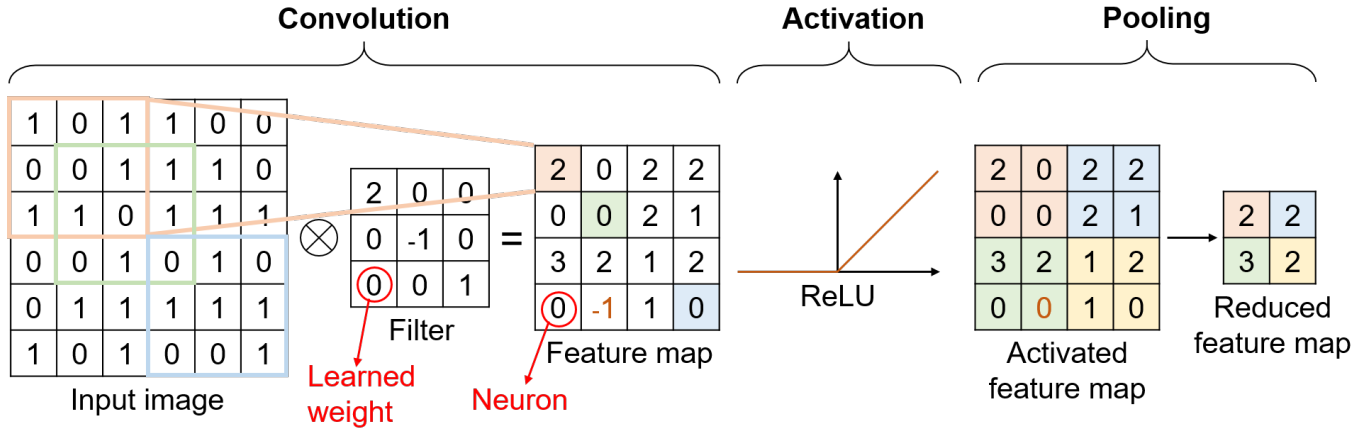 Convolution Activation Pooling
1 0 1 1 0 0
0 0 1 1 1 0
1 1 0 1 1 1
0 0 1 0 1 0
0 1 1 1 1 1
1 0 1 0 0 1
Input image
2 0 0
0 -1 0
0 0 1
Filter
Learned
weight
=
2 0 2 2
0 0 2 1
3 2 1 2
0 -1 1 0
Feature map
Neuron
ReLU
2 0 2 2
0 0 2 1
3 2 1 2
0 0 1 0
Activated
feature map
2 2
3 2
Reduced
feature map